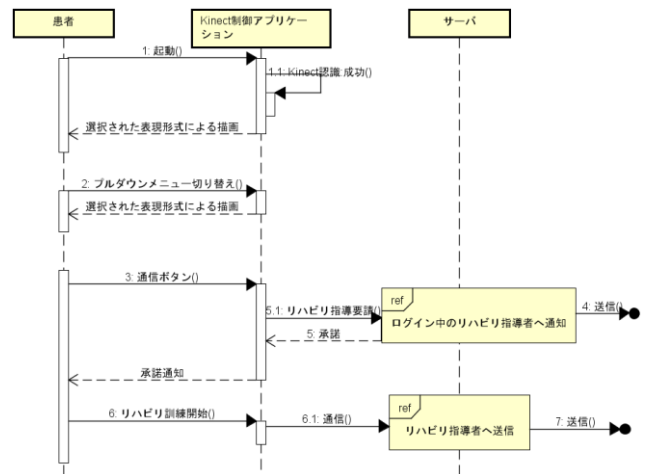 患者
Kinect制御アプリケー
ション
サーバ
1: 起動()
1.1: Kinect認識:成功()
選択された表現形式による描画
2: プルダウンメニュー切り替え()
選択された表現形式による描画
3: 通信ボタン()
ref
4: 送信()
5.1: リハビリ指導要請()
ログイン中のリハビリ指導者へ通知
5: 承諾
承諾通知
ref
6: リハビリ訓練開始()
6.1: 通信()
7: 送信()
リハビリ指導者へ送信